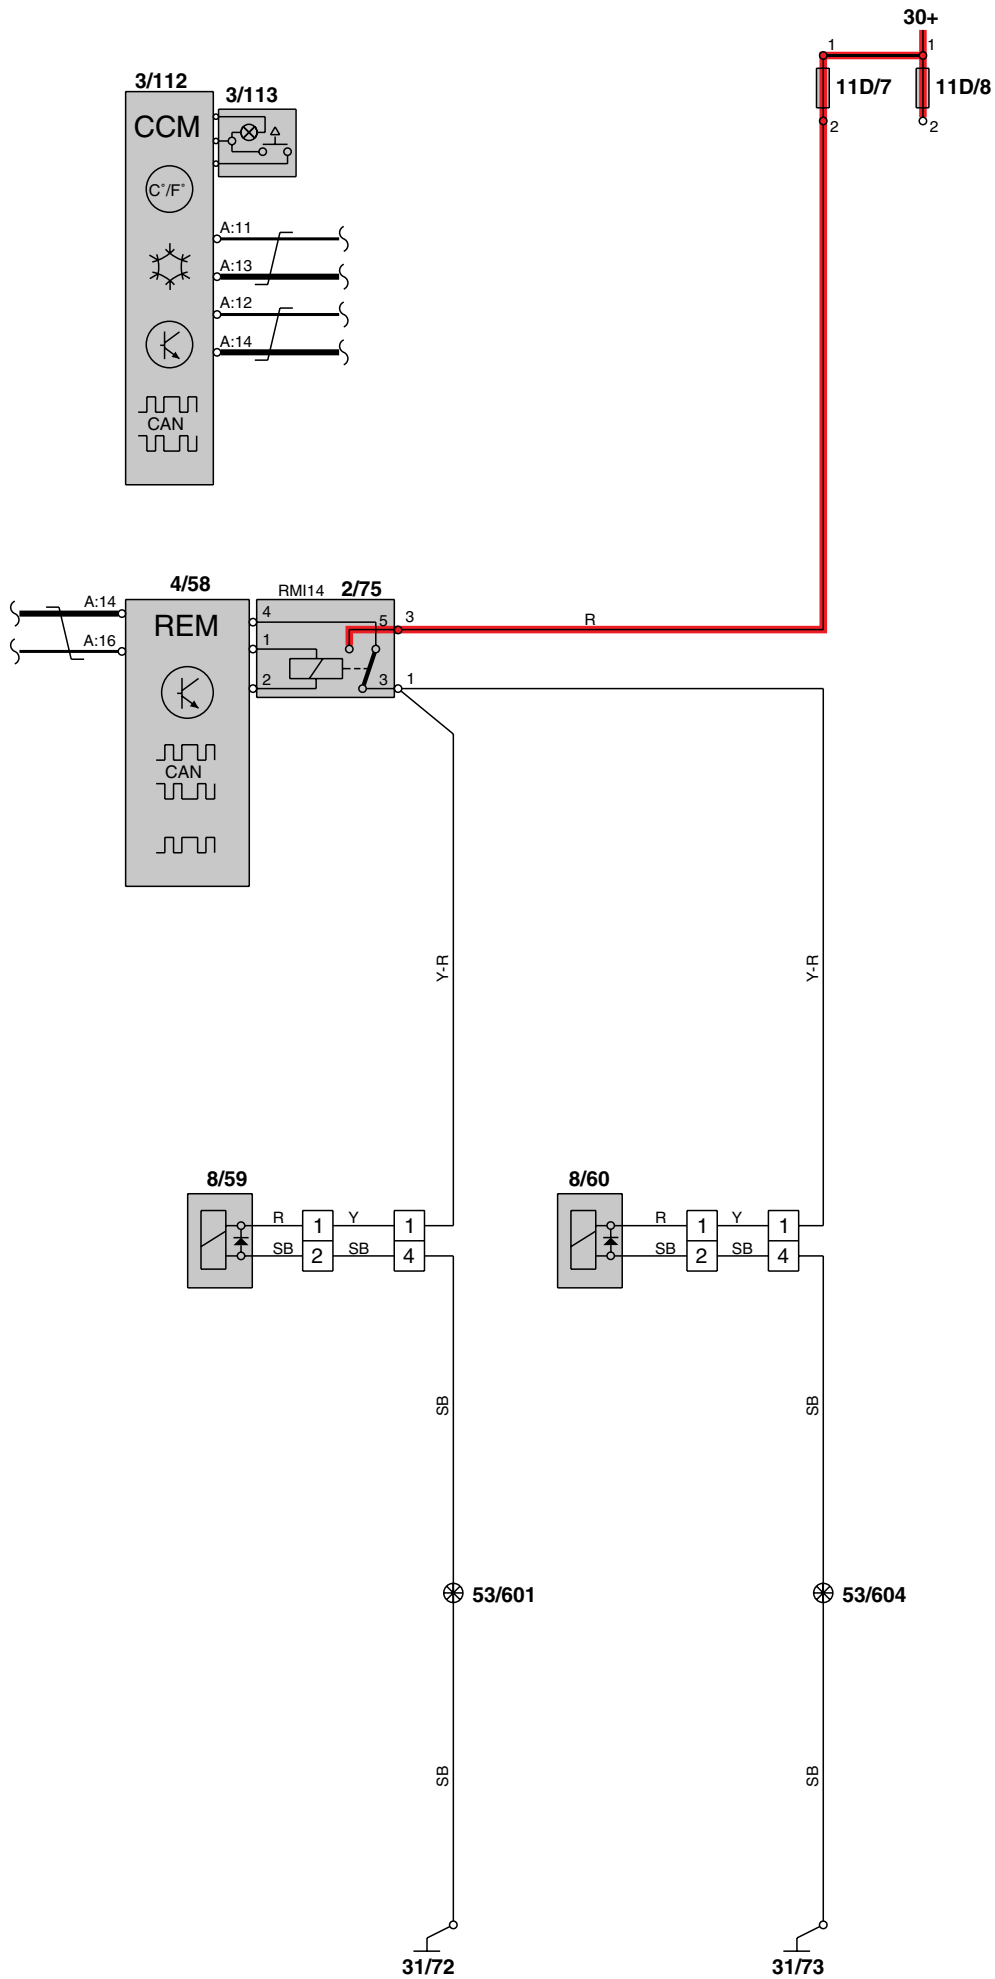 30+
1
1
11D/7
11D/8
2
2
3/112
3/113
CCM
C°/F°
A:11
A:13
A:12
A:14
CAN
4/58
RMI14
2/75
A:14
A:16
REM
4
5
3
R
1
2
3
1
CAN
Y-R
Y-R
8/59
8/60
R
1
Y
1
R
1
Y
1
SB
2
SB
4
SB
2
SB
4
SB
SB
53/601
53/604
SB
SB
31/72
31/73